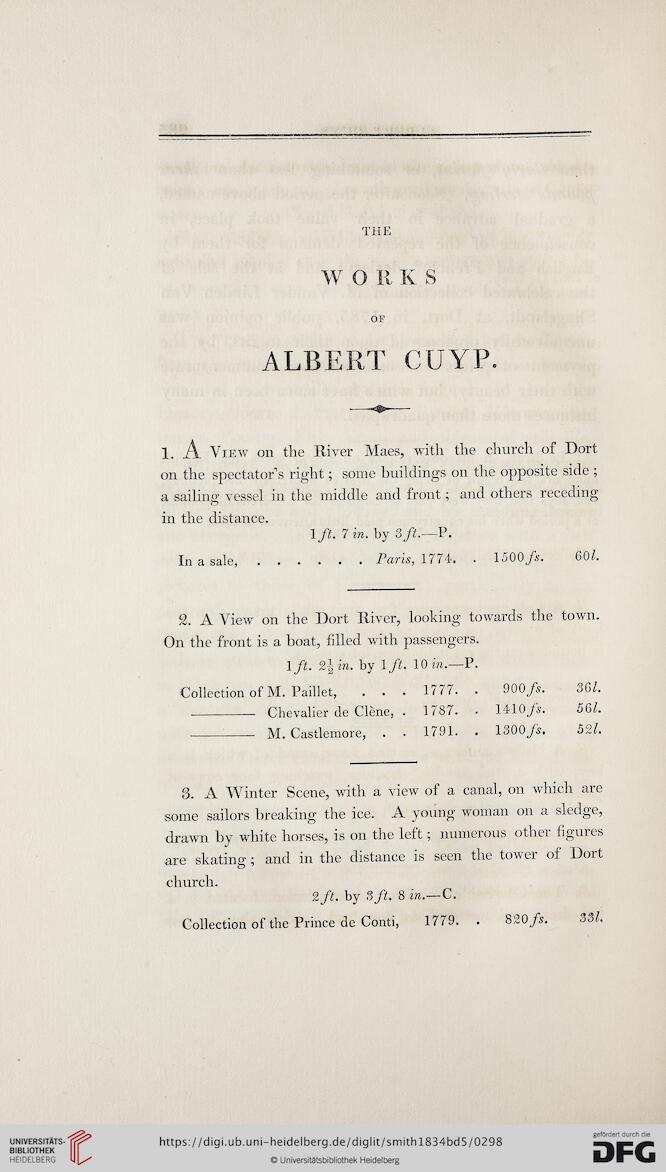 THE
WORKS
OF
ALBERT CUYP.
1. A VIEW on the River Maes, with the church of Dort
on the spectator's right; some buildings on the opposite side;
a sailing vessel in the middle and front; and others receding
in the distance.
1 ft. 7 in. by 3 ft.—P.
In a sale, . . . . . . Paris, 1774. . 1500 fs. 60l.
2. A View on the Dort River, looking towards the town.
On the front is a boat, filled with passengers.
1 ft. 2½ in. by 1 ft. 10 in.—P.
Collection of M. Paillet, . . . 1777. . 900 fs. 36l.
——— Chevalier de Clène, . 1787. . 1410 fs. 56l.
——— M. Castlemore, . . 1791. . 1300 fs. 52l.
3. A Winter Scene, with a view of a canal, on which are
some sailors breaking the ice. A young woman on a sledge,
drawn by white horses, is on the left; numerous other figures
are skating; and in the distance is seen the tower of Dort
church.
2 ft. by 3 ft. 8 in.—C.
Collection of the Prince de Conti, 1779. . 820 fs. 33l.
UNIVERSITÄTS-
BIBLIOTHEK
HEIDELBERG
https://digi.ub.uni-heidelberg.de/diglit/smith1834bd5/0298
© Universitätsbibliothek Heidelberg
gefördert durch die
DFG